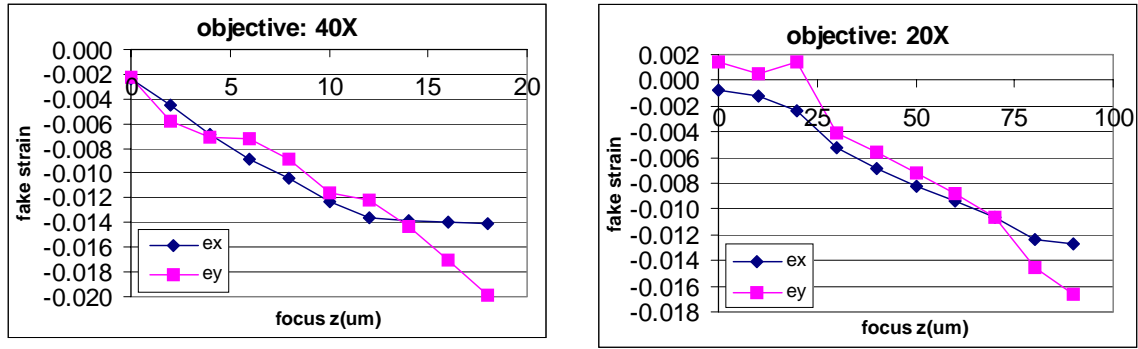 objective: 40X
0.000
-0.002
-0.004
-0.006
-0.008
-0.010
-0.012
-0.014
-0.016
-0.018
-0.020
0 5 10 15 20
fake strain
ex
ey
focus z(um)
objective: 20X
0.002
0.000
-0.002
-0.004
-0.006
-0.008
-0.010
-0.012
-0.014
-0.016
-0.018
0 25 50 75 100
fake strain
ex
ey
focus z(um)